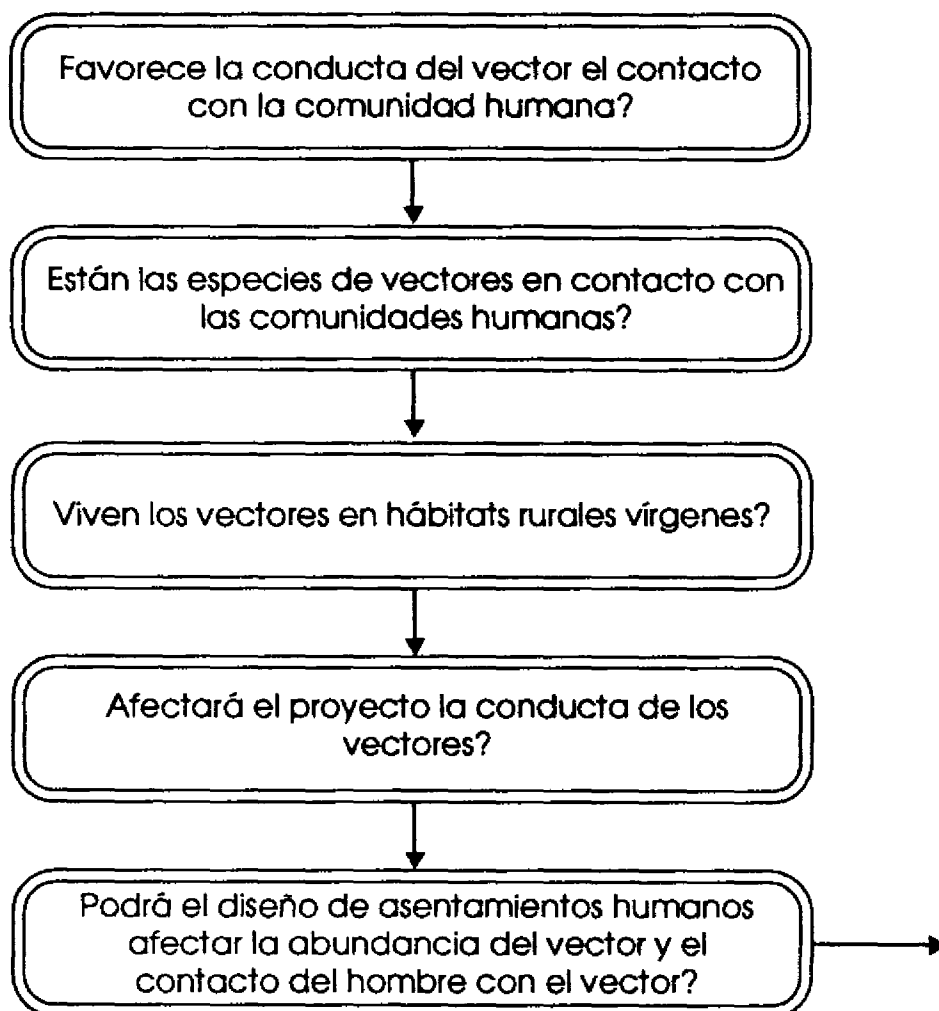 Favorece la conducta del vector el contacto
con la comunidad humana?
Están las especies de vectores en contacto con
las comunidades humanas?
Viven los vectores en hábitats rurales vírgenes?
Afectará el proyecto la conducta de los
vectores?
Podrá el diseño de asentamientos humanos
afectar la abundancia del vector y el
contacto del hombre con el vector?